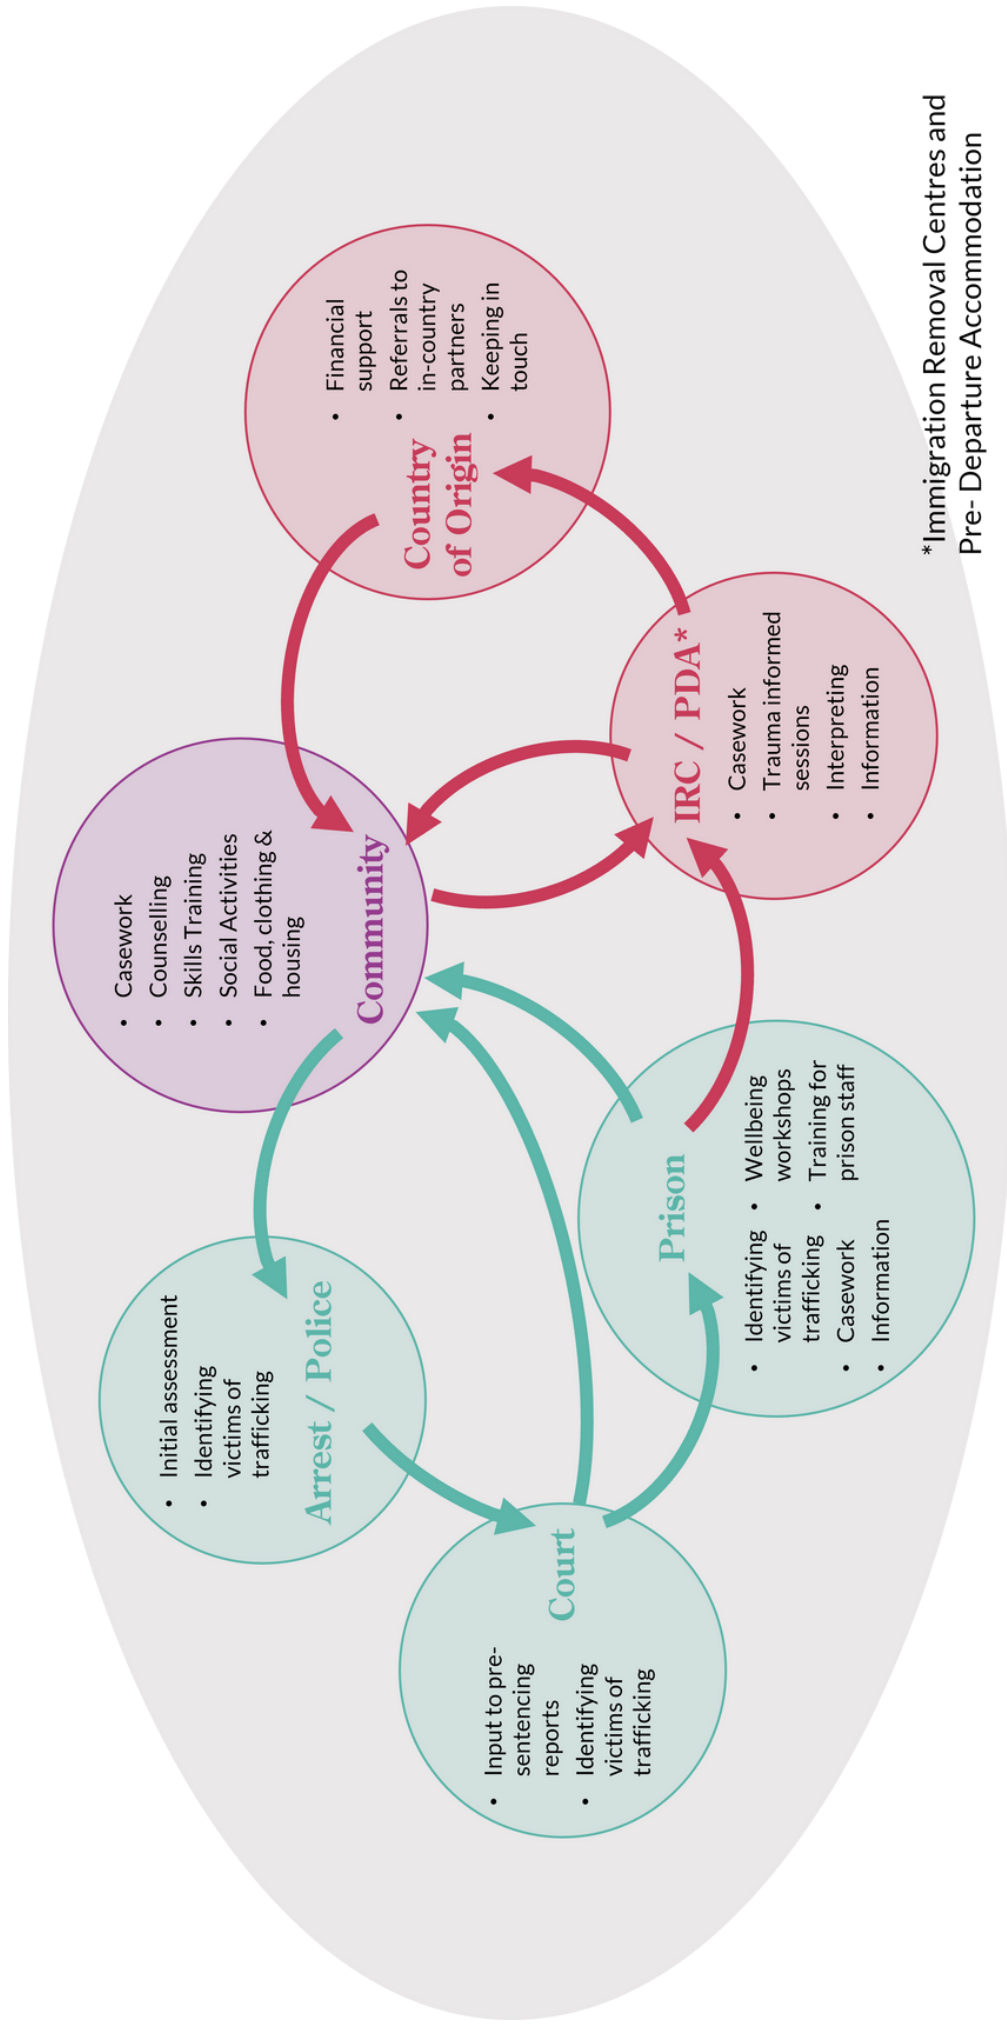 • Casework
• Counselling
• Skills Training
• Social Activities
• Food, clothing &
housing
Community
• Initial assessment
• Identifying
victims of
trafficking
Arrest / Police
• Input to pre-
sentencing
reports
• Identifying
victims of
trafficking
Court
Prison
• Identifying
victims of
trafficking
• Casework
• Information
• Wellbeing
workshops
• Training for
prison staff
IRC / PDA*
• Casework
• Trauma informed
sessions
• Interpreting
• Information
Country
of Origin
• Financial
support
• Referrals to
in-country
partners
• Keeping in
touch
*Immigration Removal Centres and
Pre- Departure Accommodation